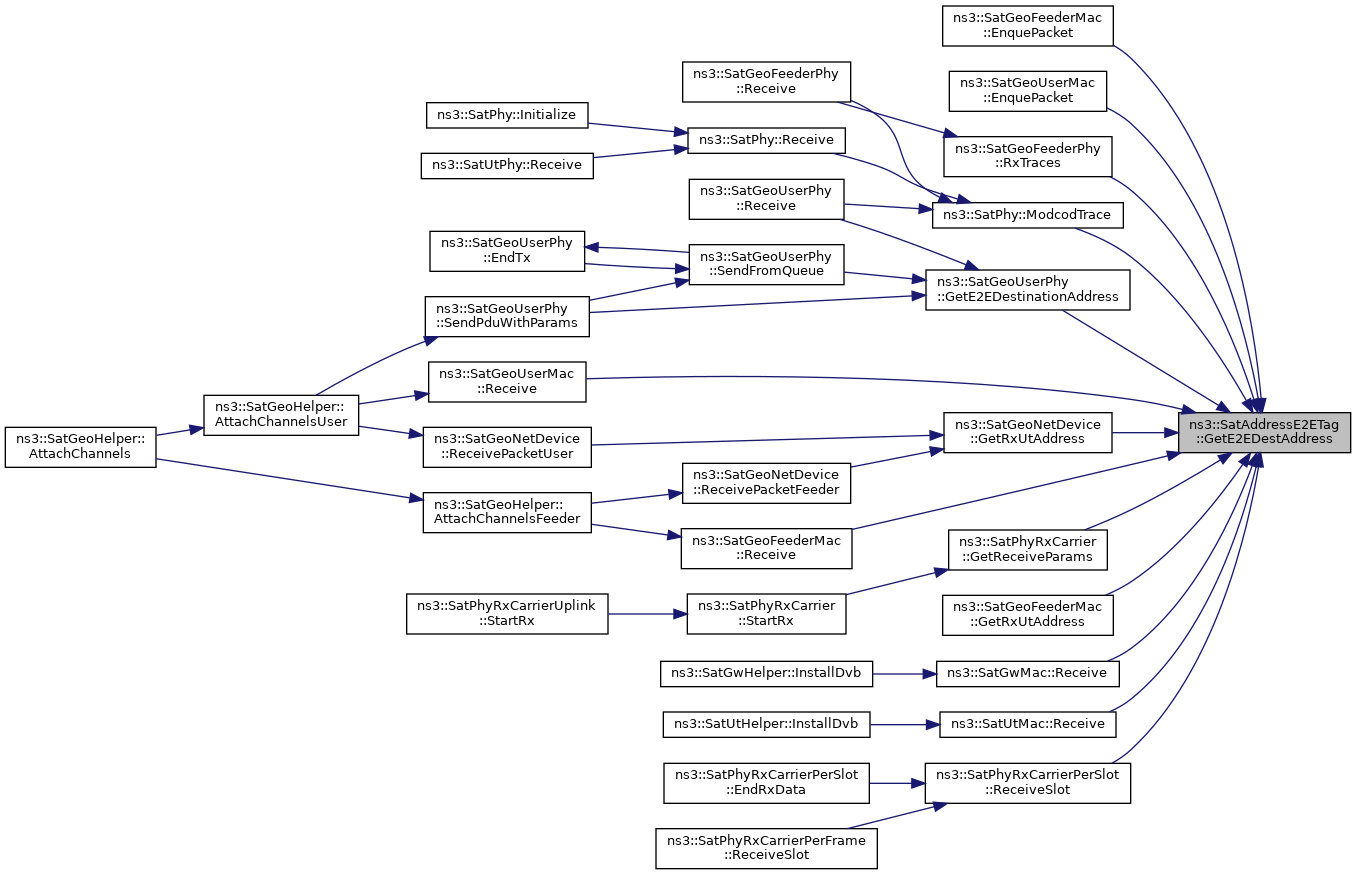 ns3::SatGeoFeederMac
::EnquePacket
ns3::SatGeoFeederPhy
::Receive
ns3::SatGeoUserMac
::EnquePacket
ns3::SatPhy::Initialize
ns3::SatPhy::Receive
ns3::SatGeoFeederPhy
::RxTraces
ns3::SatUtPhy::Receive
ns3::SatGeoUserPhy
::Receive
ns3::SatPhy::ModcodTrace
ns3::SatGeoUserPhy
::EndTx
ns3::SatGeoUserPhy
::SendFromQueue
ns3::SatGeoUserPhy
::GetE2EDestinationAddress
ns3::SatGeoUserPhy
::SendPduWithParams
ns3::SatGeoUserMac
::Receive
ns3::SatGeoHelper::
AttachChannelsUser
ns3::SatGeoNetDevice
::GetRxUtAddress
ns3::SatAddressE2ETag
::GetE2EDestAddress
ns3::SatGeoHelper::
AttachChannels
ns3::SatGeoNetDevice
::ReceivePacketUser
ns3::SatGeoNetDevice
::ReceivePacketFeeder
ns3::SatGeoHelper::
AttachChannelsFeeder
ns3::SatGeoFeederMac
::Receive
ns3::SatPhyRxCarrier
::GetReceiveParams
ns3::SatPhyRxCarrierUplink
::StartRx
ns3::SatPhyRxCarrier
::StartRx
ns3::SatGeoFeederMac
::GetRxUtAddress
ns3::SatGwHelper::InstallDvb
ns3::SatGwMac::Receive
ns3::SatUtHelper::InstallDvb
ns3::SatUtMac::Receive
ns3::SatPhyRxCarrierPerSlot
::EndRxData
ns3::SatPhyRxCarrierPerSlot
::ReceiveSlot
ns3::SatPhyRxCarrierPerFrame
::ReceiveSlot